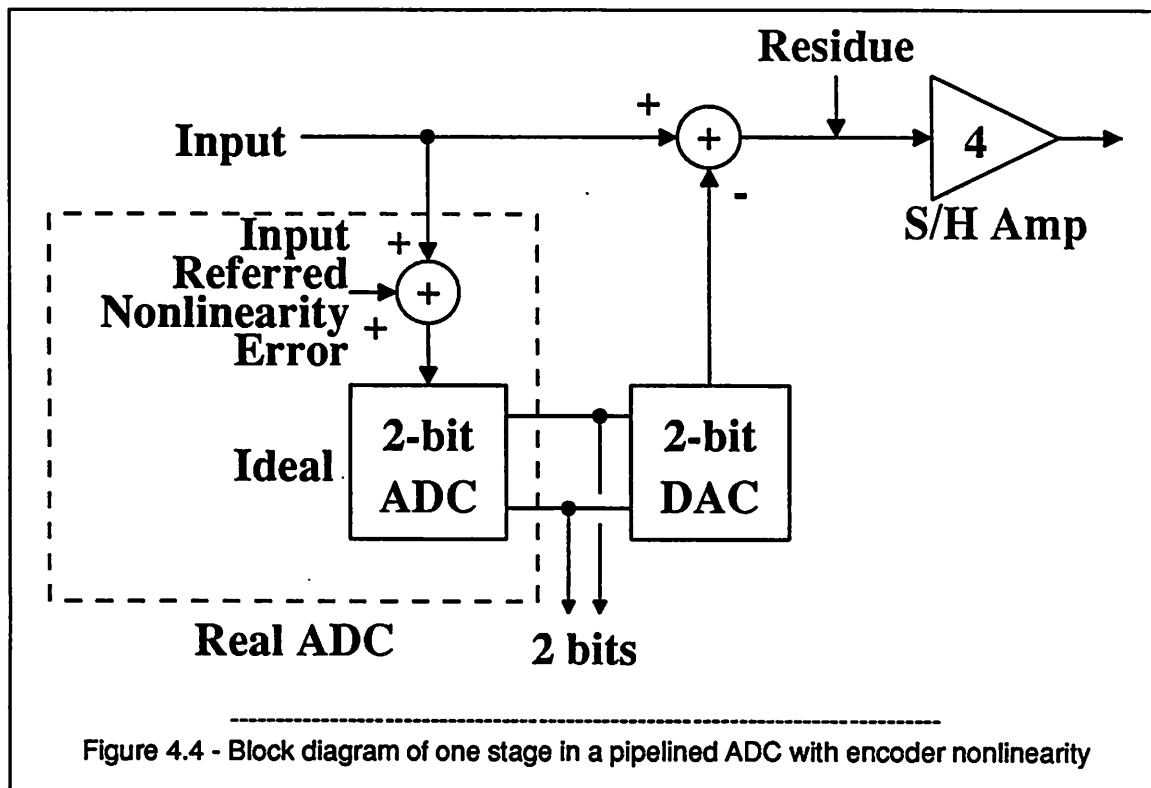 Residue
+
Input
+
4
-
S/H Amp
Input
Referred
Nonlinearity
Error
+
+
+
Ideal
2-bit
ADC
2-bit
DAC
Real ADC
2 bits
Figure 4.4 - Block diagram of one stage in a pipelined ADC with encoder nonlinearity